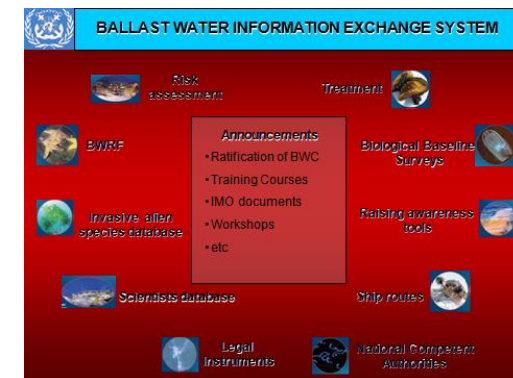 BALLAST WATER INFORMATION EXCHANGE SYSTEM
Risk
assessment
Treatment
BWRF
Announcements
•Ratification of BWC
•Training Courses
•IMO documents
•Workshops
•etc
Biological Baseline
Surveys
Invasive alien
species database
Raising awareness
tools
Scientists database
Ship routes
Legal
instruments
National Competent
Authorities